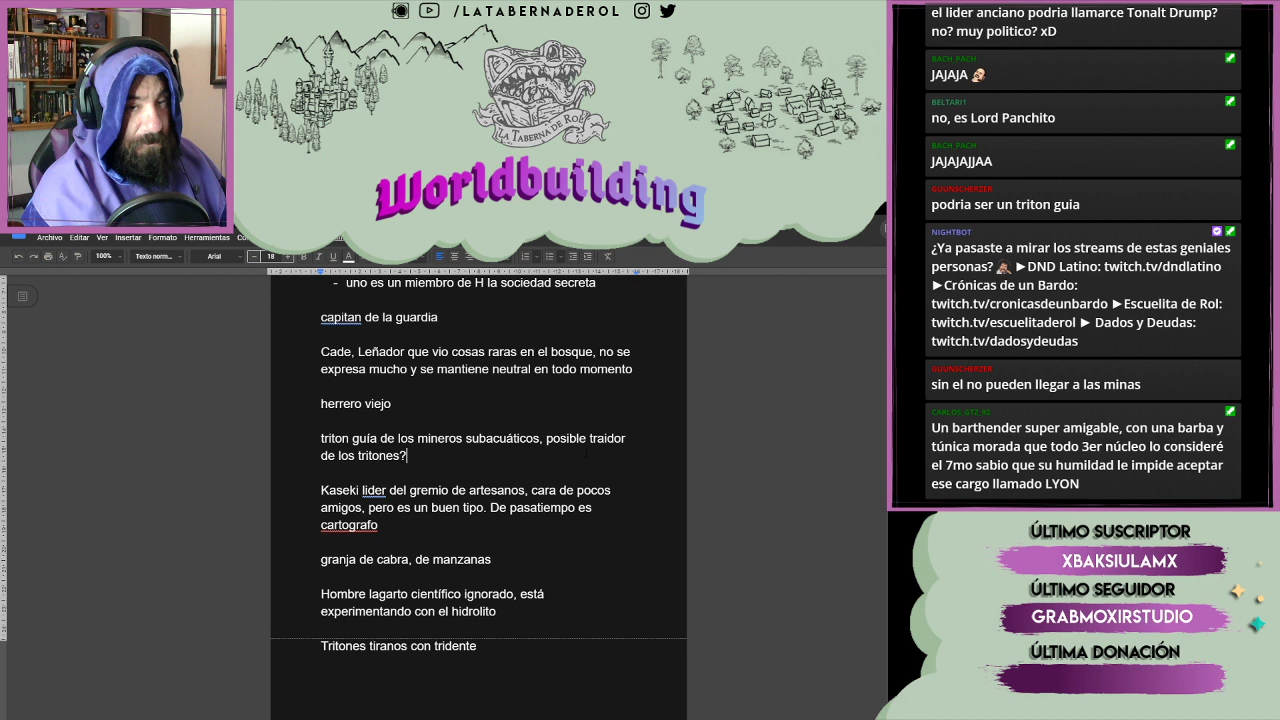 /LATABERNADEROL
LA TABERNA DE ROL
Worldbuilding
Archivo Editar Ver Insertar Formato Herramientas
100% Texto norm... Arial 18
uno es un miembro de H la sociedad secreta
capitan de la guardia
Cade, Leñador que vio cosas raras en el bosque, no se
expresa mucho y se mantiene neutral en todo momento
herrero viejo
triton guía de los mineros subacuáticos, posible traidor
de los tritones?
Kaseki lider del gremio de artesanos, cara de pocos
amigos, pero es un buen tipo. De pasatiempo es
cartografo
granja de cabra, de manzanas
Hombre lagarto científico ignorado, está
experimentando con el hidrolito
Tritones tiranos con tridente
el lider anciano podria llamarce Tonalt Drump?
no? muy politico? xD
BACH_PACH
JAJAJA
BELTARI1
no, es Lord Panchito
BACH_PACH
JAJAJAJJAA
GUUNSCHERZER
podria ser un triton guia
NIGHTBOT
¿Ya pasaste a mirar los streams de estas geniales
personas? ►DND Latino: twitch.tv/dndlatino
►Crónicas de un Bardo:
twitch.tv/cronicasdeunbardo ►Escuelita de Rol:
twitch.tv/escuelitaderol ► Dados y Deudas:
twitch.tv/dadosydeudas
GUUNSCHERZER
sin el no pueden llegar a las minas
CARLOS_GTZ_92
Un barthender super amigable, con una barba y
túnica morada que todo 3er núcleo lo consideré
el 7mo sabio que su humildad le impide aceptar
ese cargo llamado LYON
ÚLTIMO SUSCRIPTOR
XBAKSIULAMX
ÚLTIMO SEGUIDOR
GRABMOXIRSTUDIO
ÚLTIMA DONACIÓN